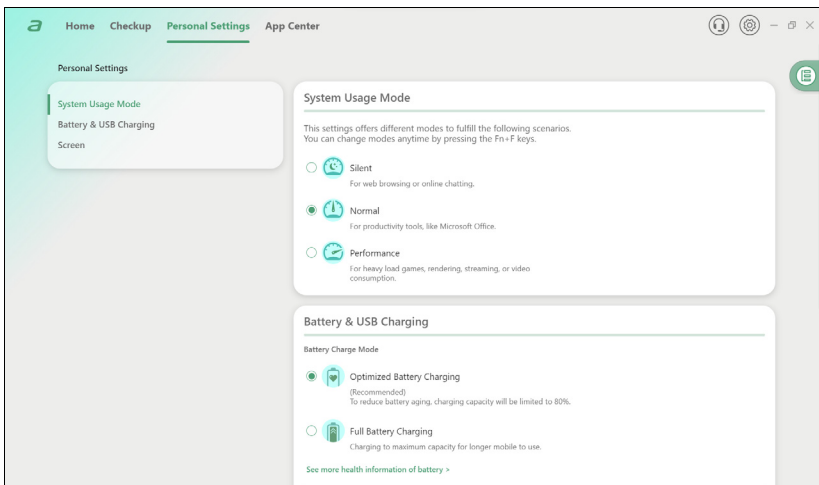 a
Home Checkup Personal Settings App Center
Personal Settings
System Usage Mode
Battery & USB Charging
Screen
System Usage Mode
This settings offers different modes to fulfill the following scenarios.
You can change modes anytime by pressing the Fn+F keys.
Silent
For web browsing or online chatting.
Normal
For productivity tools, like Microsoft Office.
Performance
For heavy load games, rendering, streaming, or video
consumption.
Battery & USB Charging
Battery Charge Mode
Optimized Battery Charging
(Recommended)
To reduce battery aging, charging capacity will be limited to 80%.
Full Battery Charging
Charging to maximum capacity for longer mobile to use.
See more health information of battery >